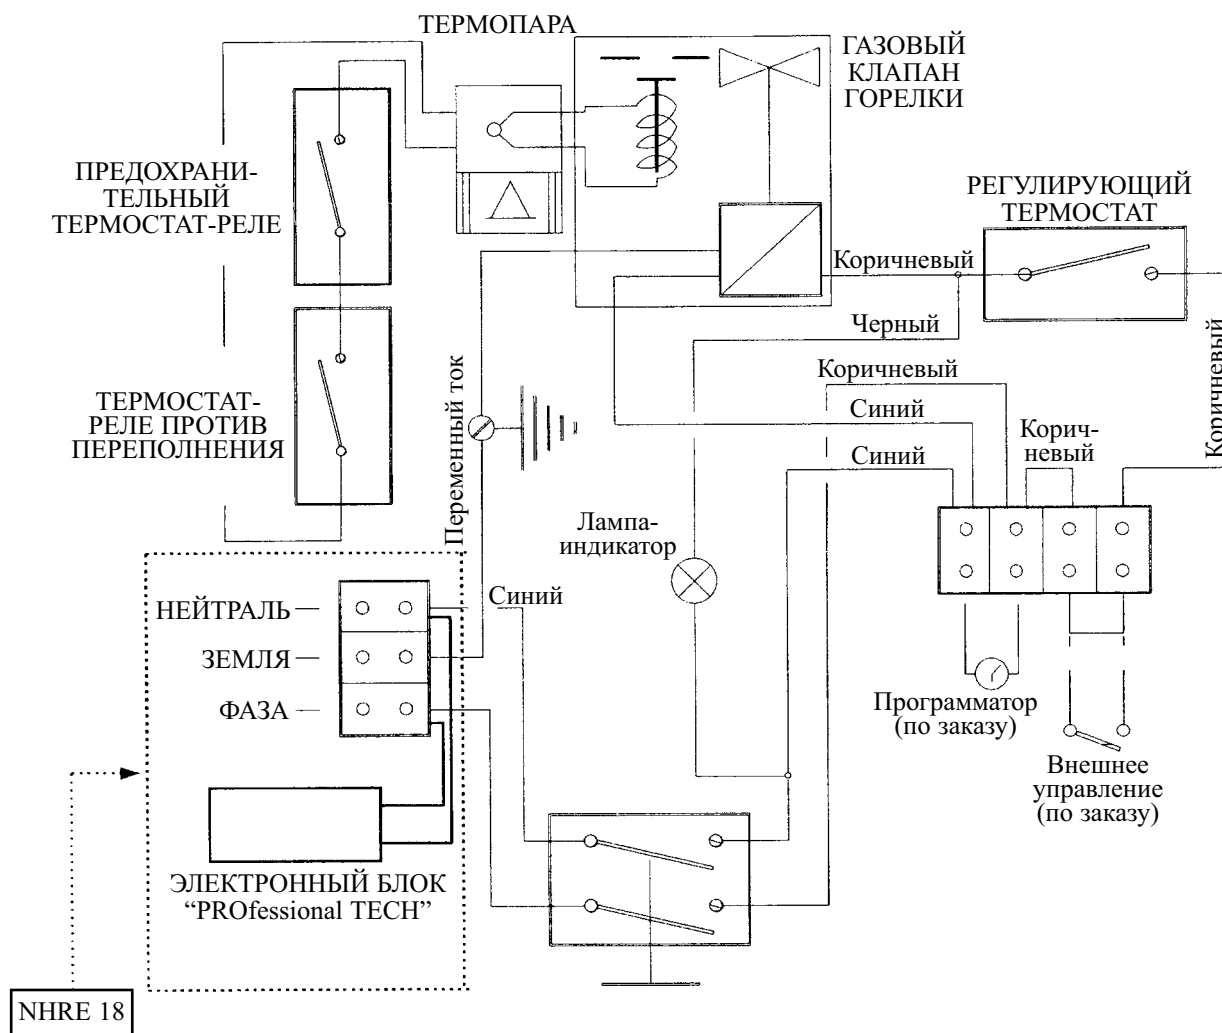 ТЕРМОПАРА
ГАЗОВЫЙ
КЛАПАН
ГОРЕЛКИ
ПРЕДОХРАНИ-
ТЕЛЬНЫЙ
ТЕРМОСТАТ-РЕЛЕ
РЕГУЛИРУЮЩИЙ
ТЕРМОСТАТ
Коричневый
Черный
Коричневый
Коричневый
Синий
Синий
Корич-
невый
ТЕРМОСТАТ-
РЕЛЕ ПРОТИВ
ПЕРЕПОЛНЕНИЯ
Переменный ток
Лампа-
индикатор
НЕЙТРАЛЬ
Синий
ЗЕМЛЯ
ФАЗА
Программатор
(по заказу)
Внешнее
управление
(по заказу)
ЭЛЕКТРОННЫЙ БЛОК
“PROfessional TECH”
NHRE 18